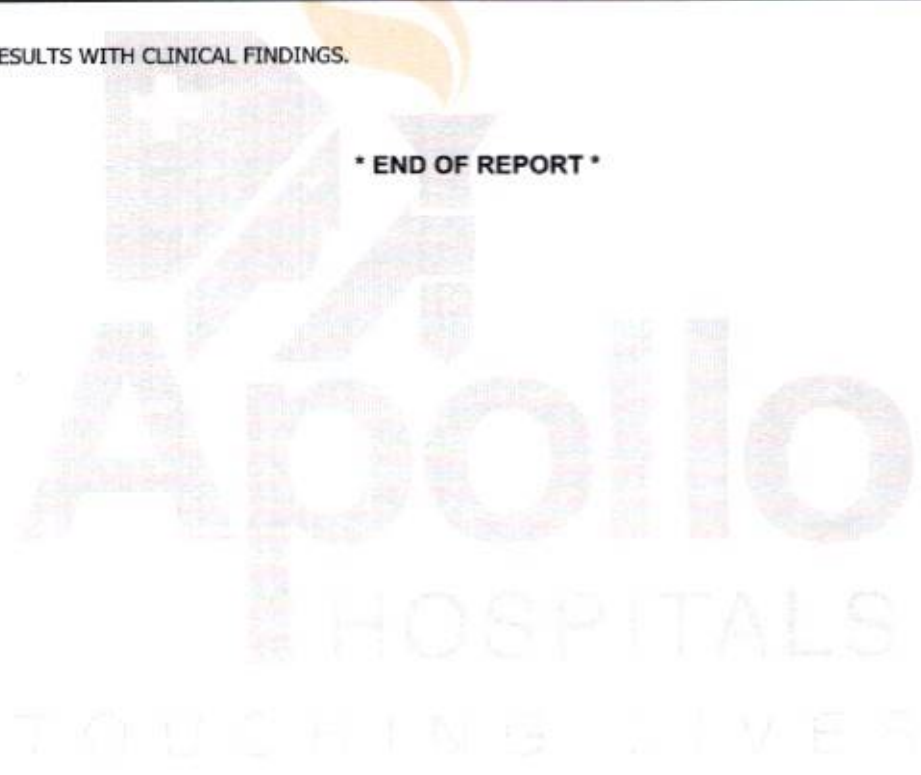 ESULTS WITH CLINICAL FINDINGS.
* END OF REPORT *
Apollo
HOSPITALS
TOUCHING LIVES